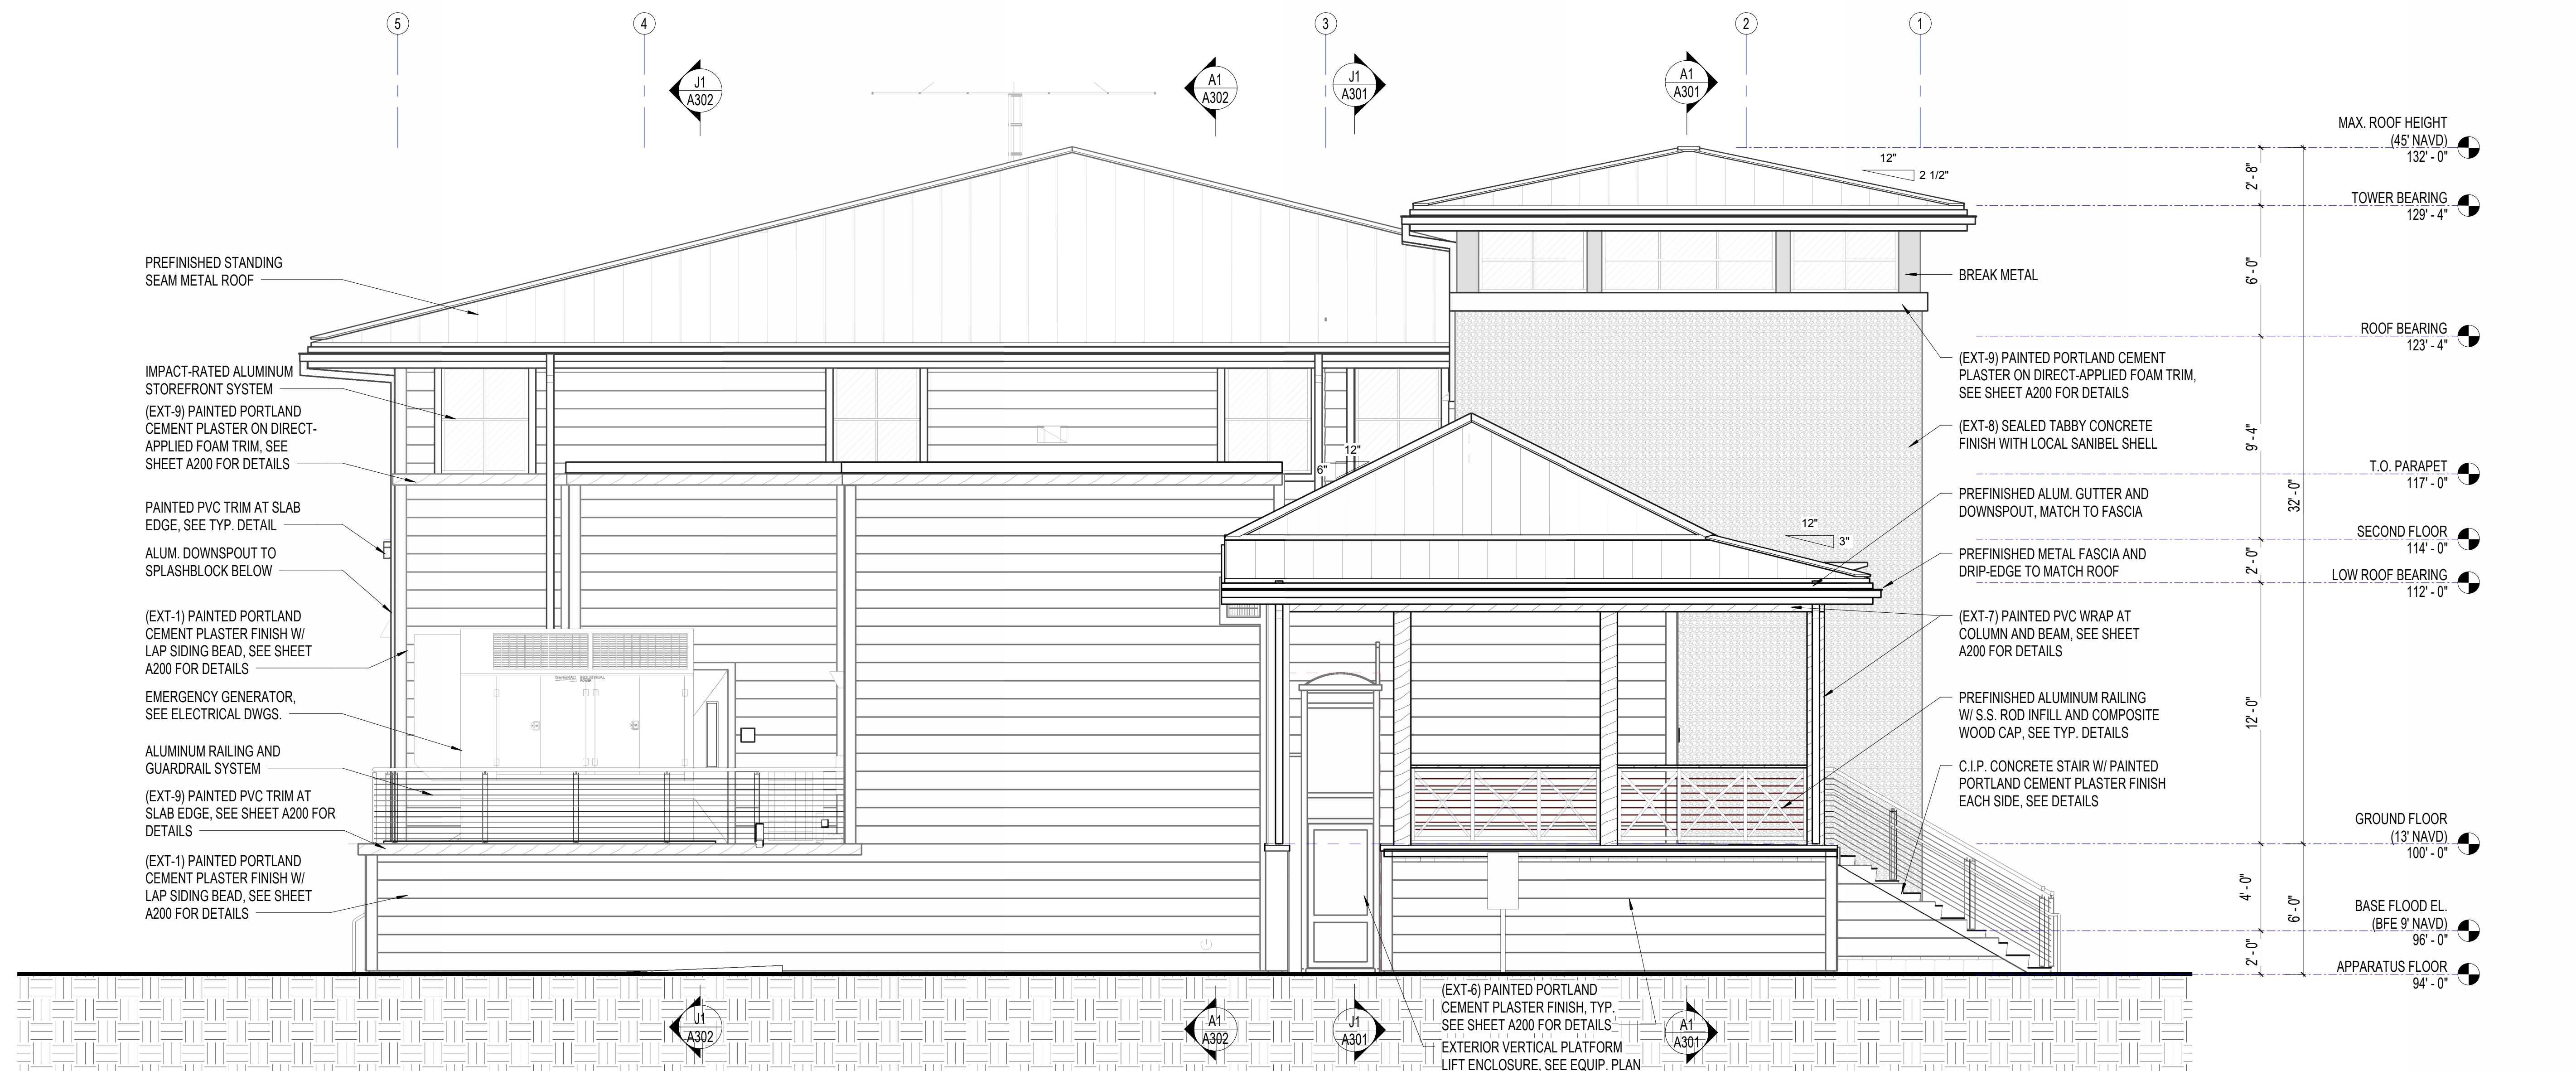 5
4
3
2
1
J1
A302
A1
A302
J1
A301
A1
A301
MAX. ROOF HEIGHT
(45' NAVD)
132' - 0"
TOWER BEARING
129' - 4"
ROOF BEARING
123' - 4"
T.O. PARAPET
117' - 0"
SECOND FLOOR
114' - 0"
LOW ROOF BEARING
112' - 0"
GROUND FLOOR
(13' NAVD)
100' - 0"
BASE FLOOD EL.
(BFE 9' NAVD)
96' - 0"
APPARATUS FLOOR
94' - 0"
2' - 8"
6' - 0"
9' - 4"
2' - 0"
12' - 0"
4' - 0"
2' - 0"
32' - 0"
6' - 0"
12"
2 1/2"
12"
6"
12"
3"
PREFINISHED STANDING
SEAM METAL ROOF
IMPACT-RATED ALUMINUM
STOREFRONT SYSTEM
(EXT-9) PAINTED PORTLAND
CEMENT PLASTER ON DIRECT-
APPLIED FOAM TRIM, SEE
SHEET A200 FOR DETAILS
PAINTED PVC TRIM AT SLAB
EDGE, SEE TYP. DETAIL
ALUM. DOWNSPOUT TO
SPLASHBLOCK BELOW
(EXT-1) PAINTED PORTLAND
CEMENT PLASTER FINISH W/
LAP SIDING BEAD, SEE SHEET
A200 FOR DETAILS
EMERGENCY GENERATOR,
SEE ELECTRICAL DWGS.
ALUMINUM RAILING AND
GUARDRAIL SYSTEM
(EXT-9) PAINTED PVC TRIM AT
SLAB EDGE, SEE SHEET A200 FOR
DETAILS
(EXT-1) PAINTED PORTLAND
CEMENT PLASTER FINISH W/
LAP SIDING BEAD, SEE SHEET
A200 FOR DETAILS
BREAK METAL
(EXT-9) PAINTED PORTLAND CEMENT
PLASTER ON DIRECT-APPLIED FOAM TRIM,
SEE SHEET A200 FOR DETAILS
(EXT-8) SEALED TABBY CONCRETE
FINISH WITH LOCAL SANIBEL SHELL
PREFINISHED ALUM. GUTTER AND
DOWNSPOUT, MATCH TO FASCIA
PREFINISHED METAL FASCIA AND
DRIP-EDGE TO MATCH ROOF
(EXT-7) PAINTED PVC WRAP AT
COLUMN AND BEAM, SEE SHEET
A200 FOR DETAILS
PREFINISHED ALUMINUM RAILING
W/ S.S. ROD INFILL AND COMPOSITE
WOOD CAP, SEE TYP. DETAILS
C.I.P. CONCRETE STAIR W/ PAINTED
PORTLAND CEMENT PLASTER FINISH
EACH SIDE, SEE DETAILS
(EXT-6) PAINTED PORTLAND
CEMENT PLASTER FINISH, TYP.
SEE SHEET A200 FOR DETAILS
EXTERIOR VERTICAL PLATFORM
LIFT ENCLOSURE, SEE EQUIP. PLAN
J1
A302
A1
A302
J1
A301
A1
A301